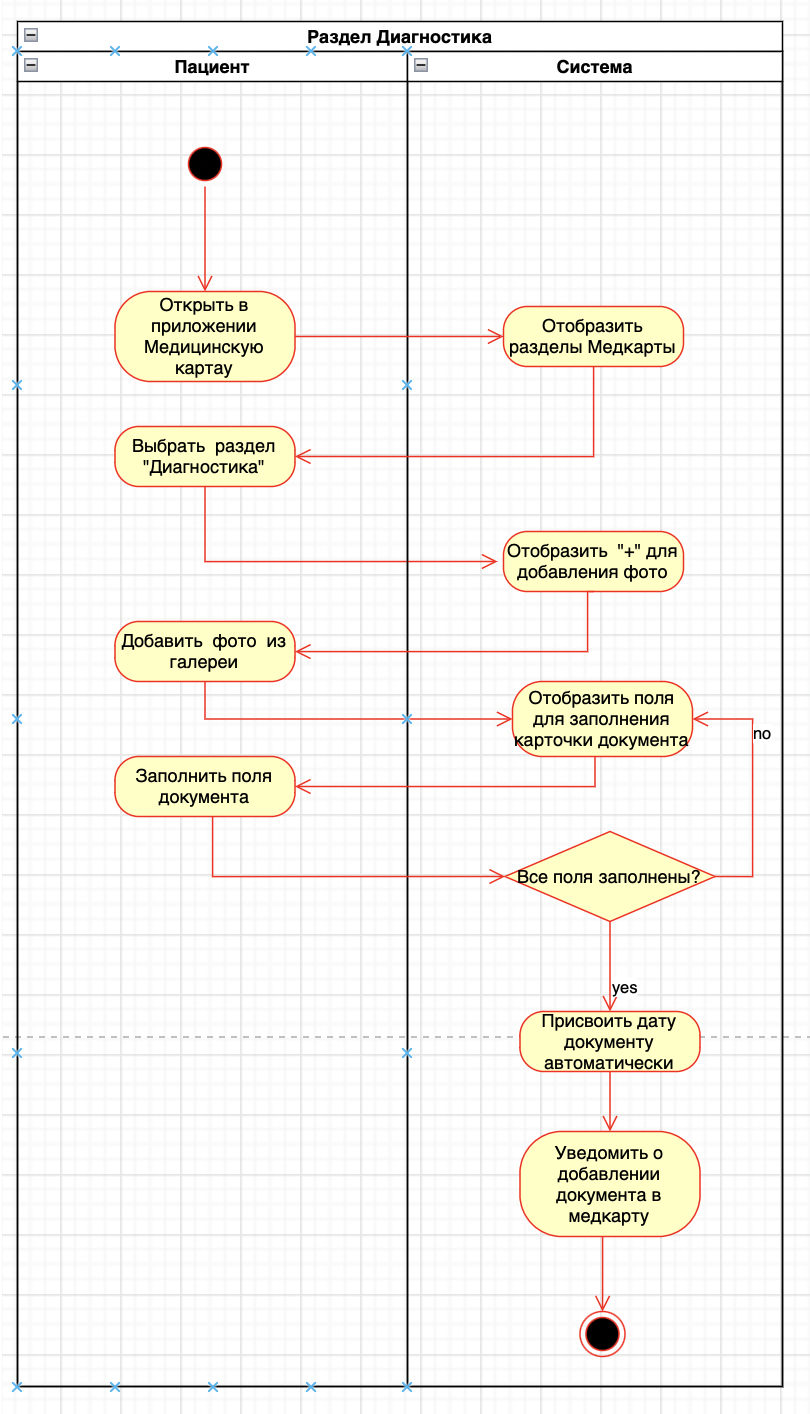 Раздел Диагностика
Пациент
Система
Открыть в
приложении
Медицинскую
картау
Отобразить
разделы Медкарты
Выбрать раздел
"Диагностика"
Отобразить "+" для
добавления фото
Добавить фото из
галереи
Отобразить поля
для заполнения
карточки документа
no
Заполнить поля
документа
Все поля заполнены?
yes
Присвоить дату
документу
автоматически
Уведомить о
добавлении
документа в
медкарту